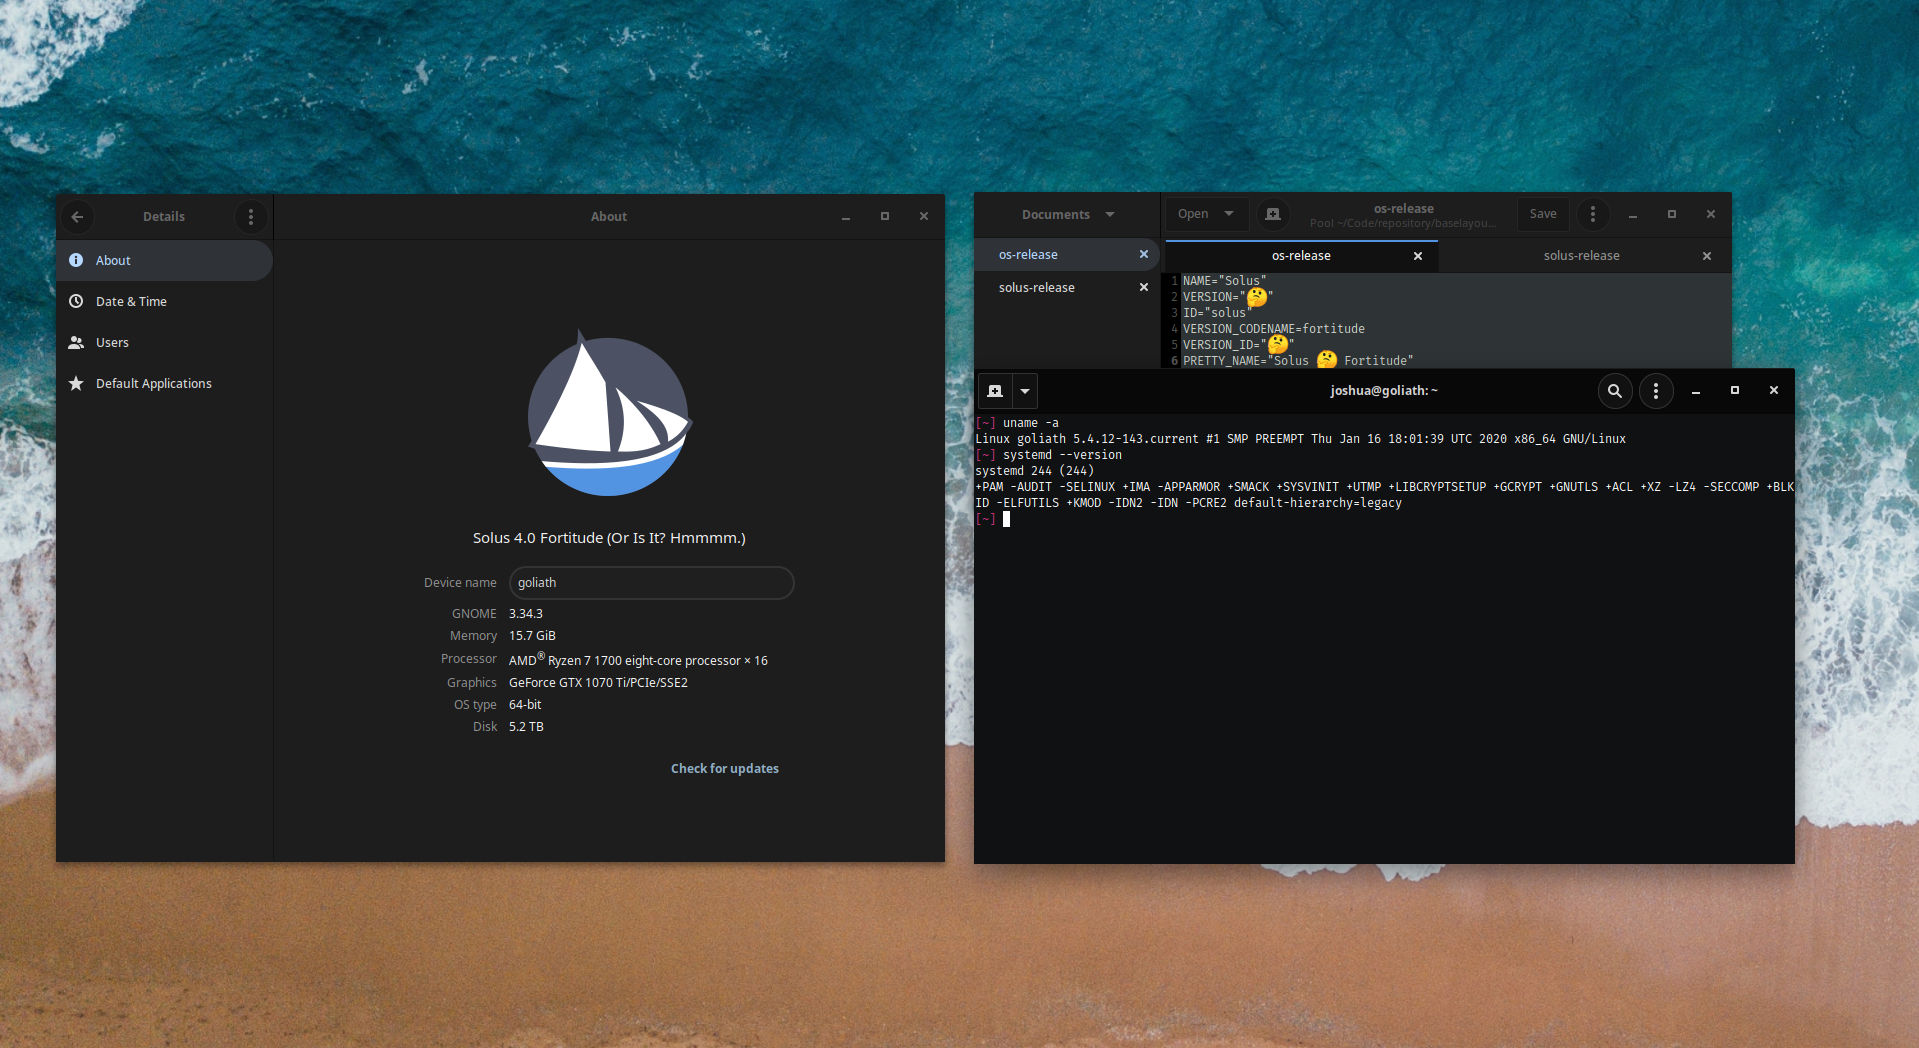 Details
About
About
Date & Time
Users
Default Applications
Solus 4.0 Fortitude (Or Is It? Hmmmm.)
Device name goliath
GNOME 3.34.3
Memory 15.7 GiB
Processor AMD® Ryzen 7 1700 eight-core processor × 16
Graphics GeForce GTX 1070 Ti/PCIe/SSE2
OS type 64-bit
Disk 5.2 TB
Check for updates
Documents
os-release
solus-release
Open
os-release
Pool ~/Code/repository/baselayou...
Save
os-release
solus-release
1 NAME="Solus"
2 VERSION="🤔"
3 ID="solus"
4 VERSION_CODENAME=fortitude
5 VERSION_ID="🤔"
6 PRETTY_NAME="Solus 🤔 Fortitude"
joshua@goliath: ~
[~] uname -a
Linux goliath 5.4.12-143.current #1 SMP PREEMPT Thu Jan 16 18:01:39 UTC 2020 x86_64 GNU/Linux
[~] systemd --version
systemd 244 (244)
+PAM -AUDIT -SELINUX +IMA -APPARMOR +SMACK +SYSVINIT +UTMP +LIBCRYPTSETUP +GCRYPT +GNUTLS +ACL +XZ -LZ4 -SECCOMP +BLK
ID -ELFUTILS +KMOD -IDN2 -IDN -PCRE2 default-hierarchy=legacy
[~]